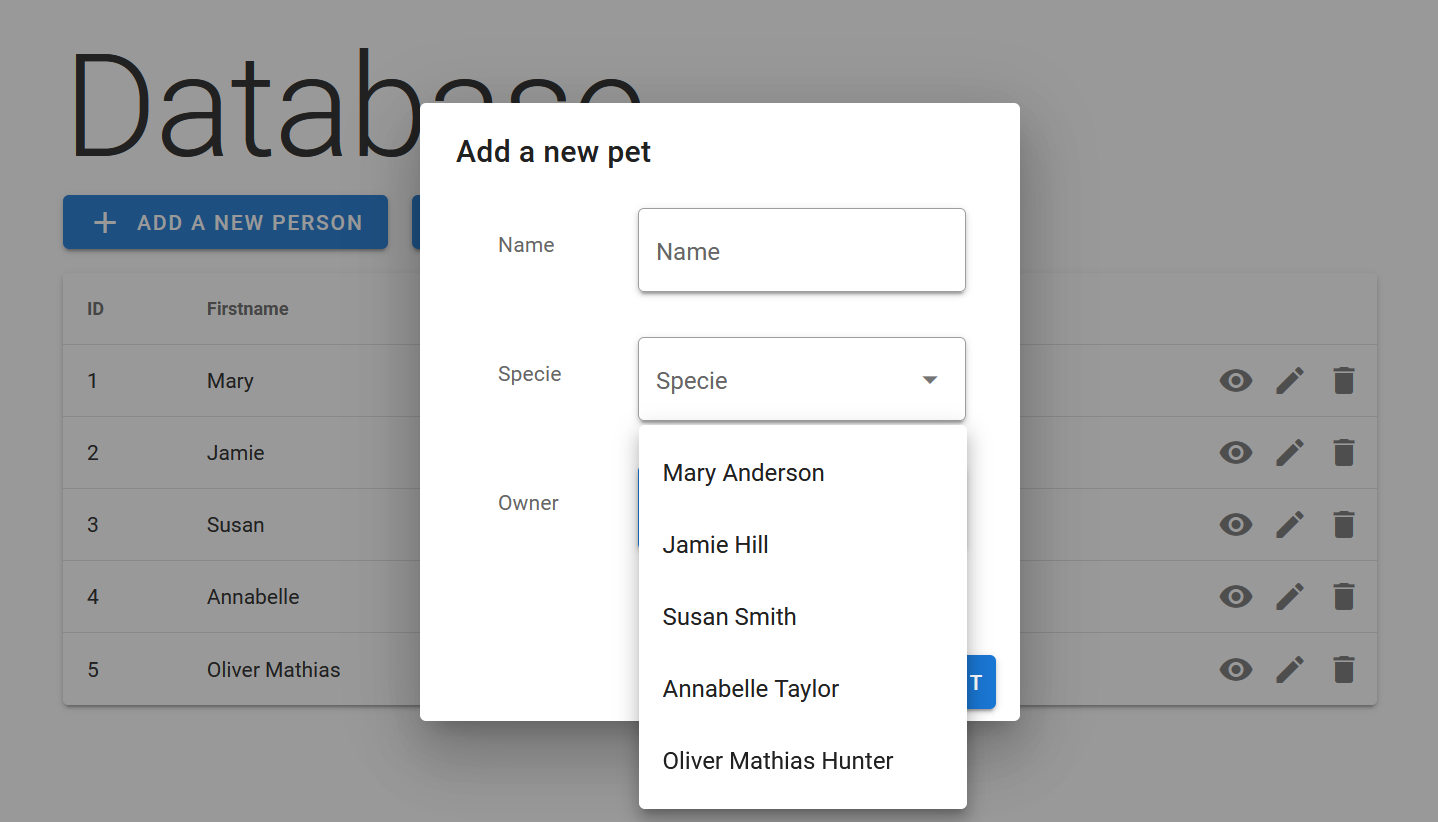 Database
ADD A NEW PERSON
Add a new pet
Name
Name
Specie
Specie
Owner
Mary Anderson
Jamie Hill
Susan Smith
Annabelle Taylor
Oliver Mathias Hunter
T
ID Firstname
1 Mary
2 Jamie
3 Susan
4 Annabelle
5 Oliver Mathias